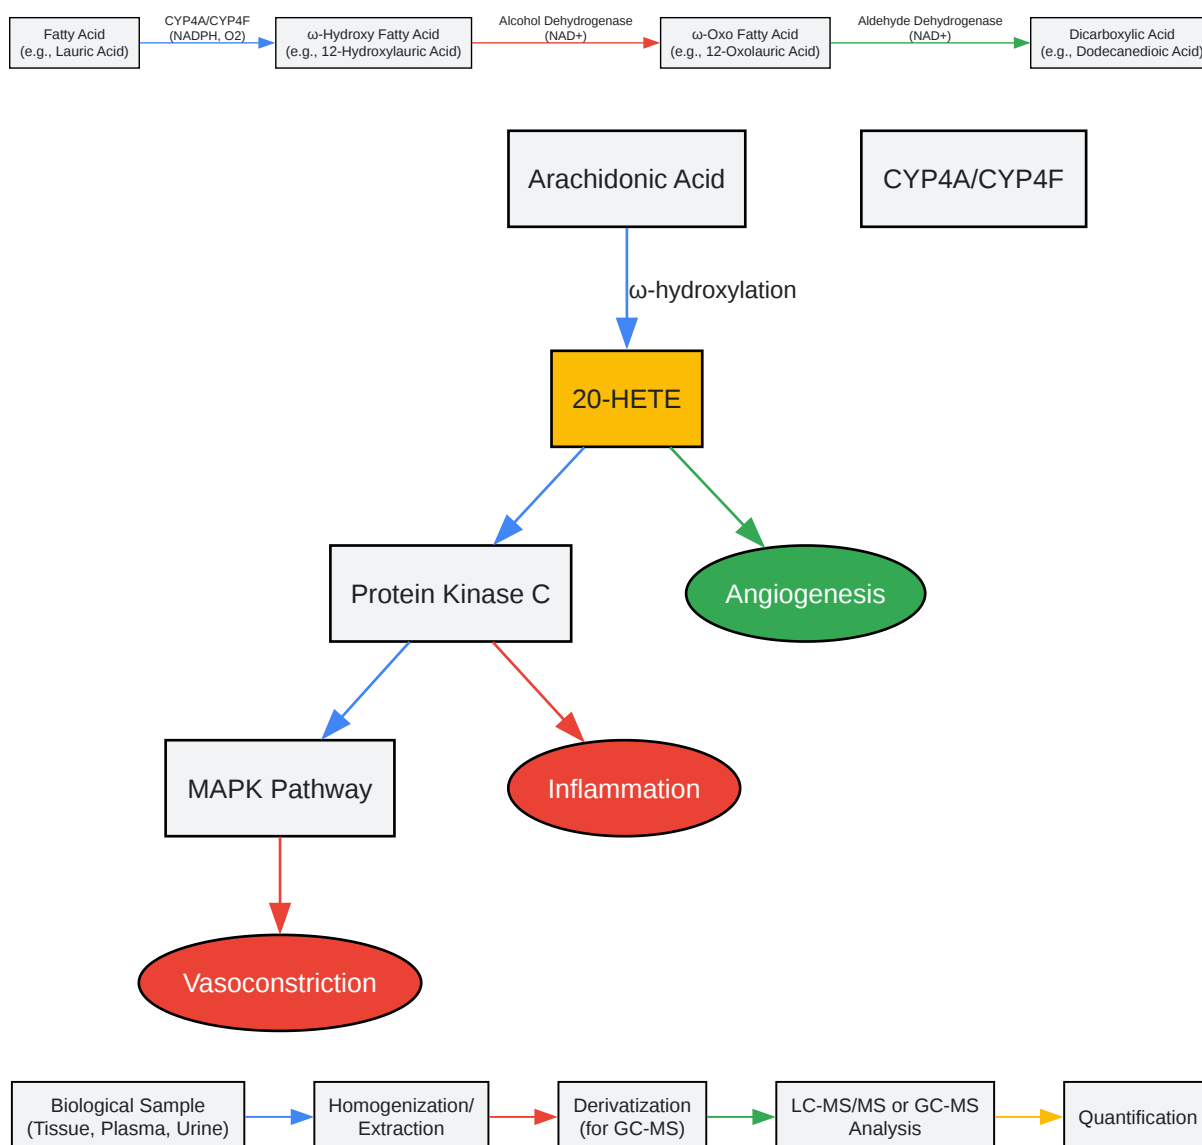 Fatty Acid
(e.g., Lauric Acid)
CYP4A/CYP4F
(NADPH, O2)
ω-Hydroxy Fatty Acid
(e.g., 12-Hydroxylauric Acid)
Alcohol Dehydrogenase
(NAD+)
ω-Oxo Fatty Acid
(e.g., 12-Oxolauric Acid)
Aldehyde Dehydrogenase
(NAD+)
Dicarboxylic Acid
(e.g., Dodecanedioic Acid)
Arachidonic Acid
CYP4A/CYP4F
ω-hydroxylation
20-HETE
Protein Kinase C
Angiogenesis
MAPK Pathway
Inflammation
Vasoconstriction
Biological Sample
(Tissue, Plasma, Urine)
Homogenization/
Extraction
Derivatization
(for GC-MS)
LC-MS/MS or GC-MS
Analysis
Quantification